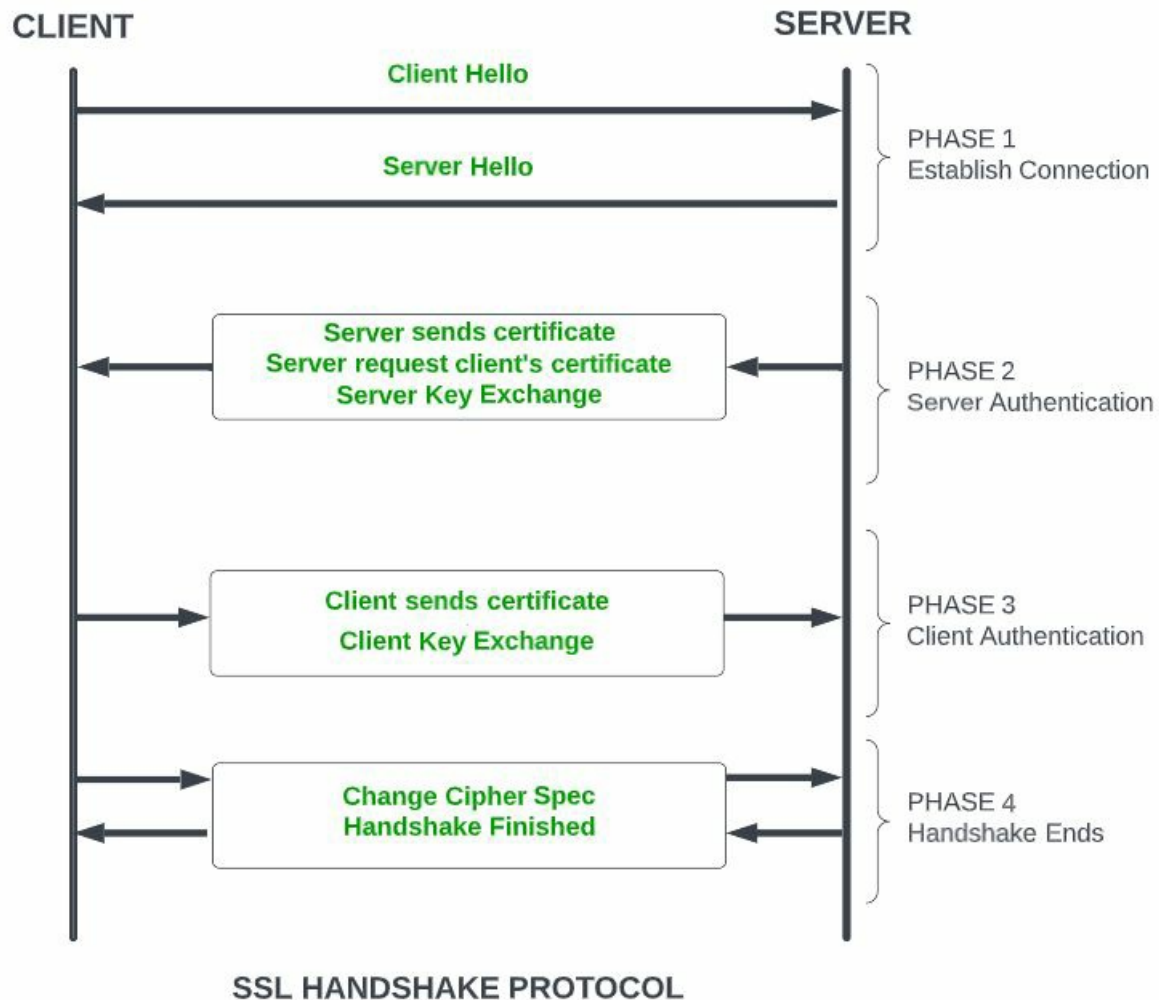 CLIENT
SERVER
Client Hello
Server Hello
PHASE 1
Establish Connection
Server sends certificate
Server request client's certificate
Server Key Exchange
PHASE 2
Server Authentication
Client sends certificate
Client Key Exchange
PHASE 3
Client Authentication
Change Cipher Spec
Handshake Finished
PHASE 4
Handshake Ends
SSL HANDSHAKE PROTOCOL